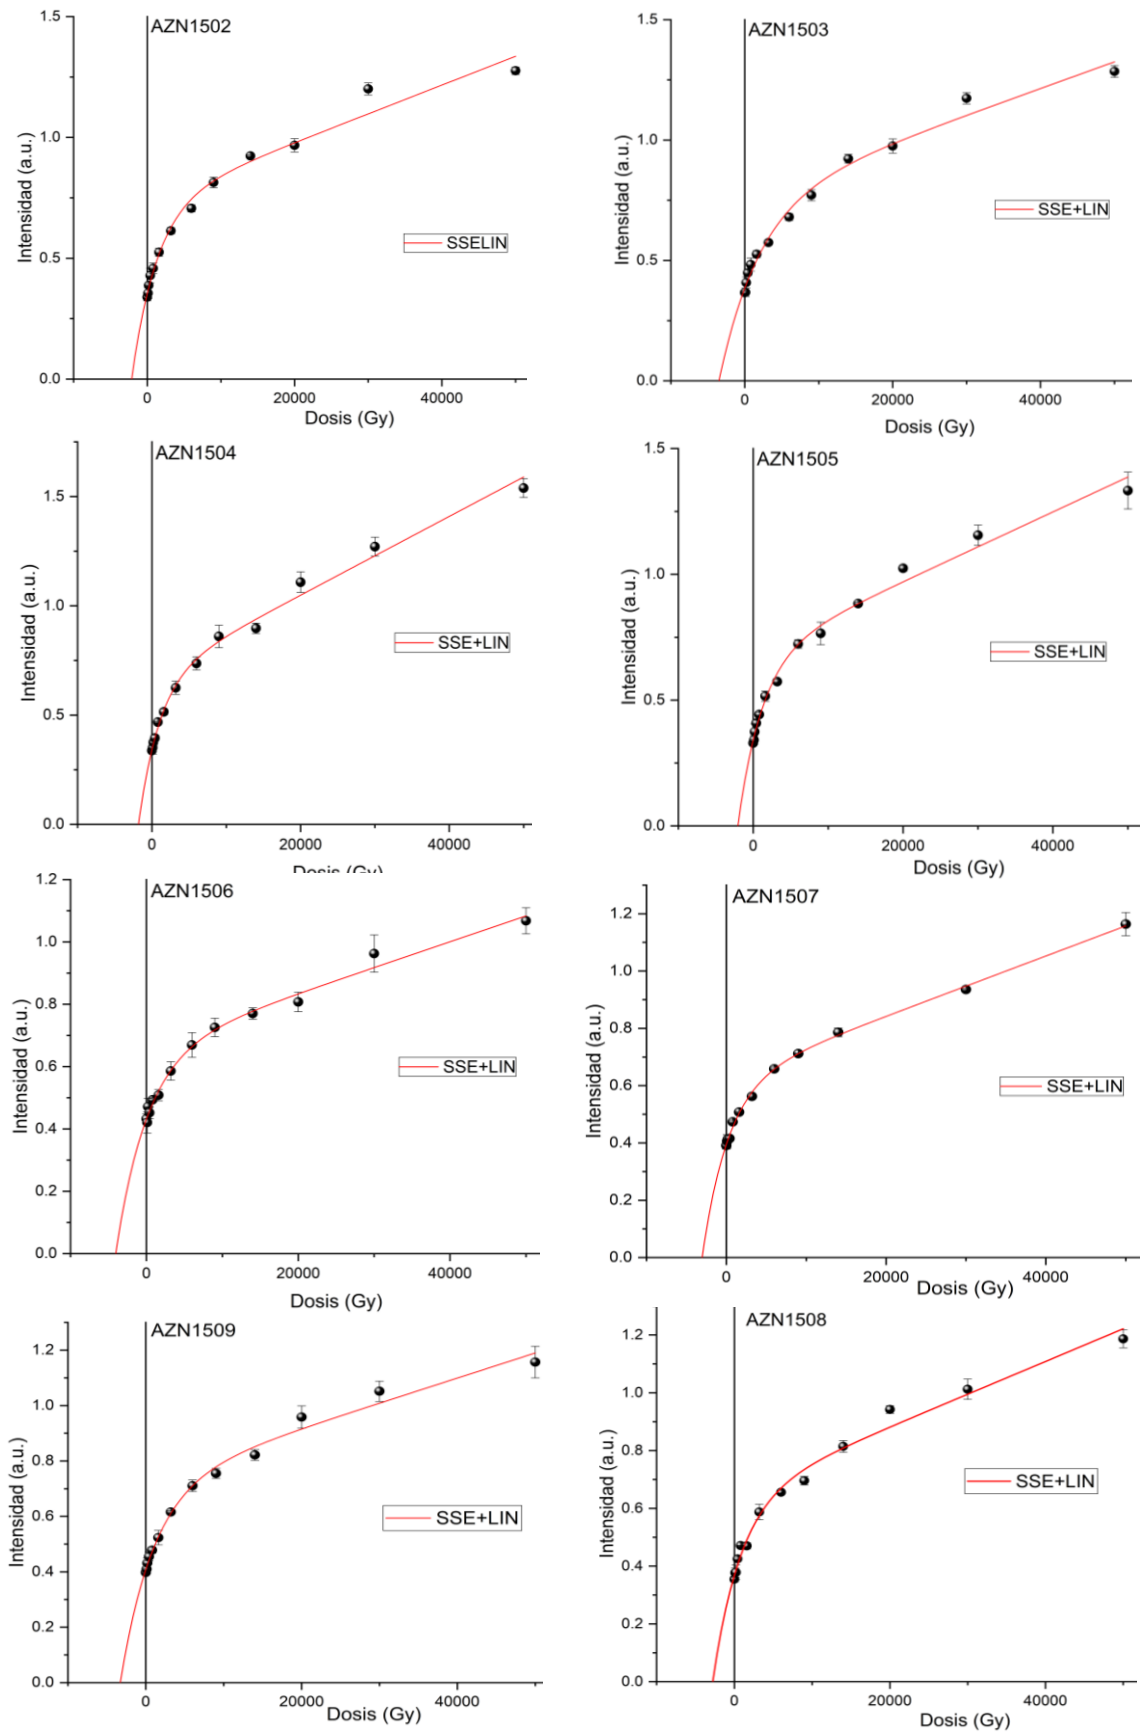 AZN1502
1.5
1.0
0.5
0.0
Intensidad (a.u.)
SSELIN
0
20000
40000
Dosis (Gy)
AZN1503
1.5
1.0
0.5
0.0
Intensidad (a.u.)
SSE+LIN
0
20000
40000
Dosis (Gy)
AZN1504
1.5
1.0
0.5
0.0
Intensidad (a.u.)
SSE+LIN
0
20000
40000
Dosis (Gy)
AZN1505
1.5
1.0
0.5
0.0
Intensidad (a.u.)
SSE+LIN
0
20000
40000
Dosis (Gy)
AZN1506
1.2
1.0
0.8
0.6
0.4
0.2
0.0
Intensidad (a.u.)
SSE+LIN
0
20000
40000
Dosis (Gy)
AZN1507
1.2
1.0
0.8
0.6
0.4
0.2
0.0
Intensidad (a.u.)
SSE+LIN
0
20000
40000
Dosis (Gy)
AZN1509
1.2
1.0
0.8
0.6
0.4
0.2
0.0
Intensidad (a.u.)
SSE+LIN
0
20000
40000
Dosis (Gy)
AZN1508
1.2
1.0
0.8
0.6
0.4
0.2
0.0
Intensidad (a.u.)
SSE+LIN
0
20000
40000
Dosis (Gy)